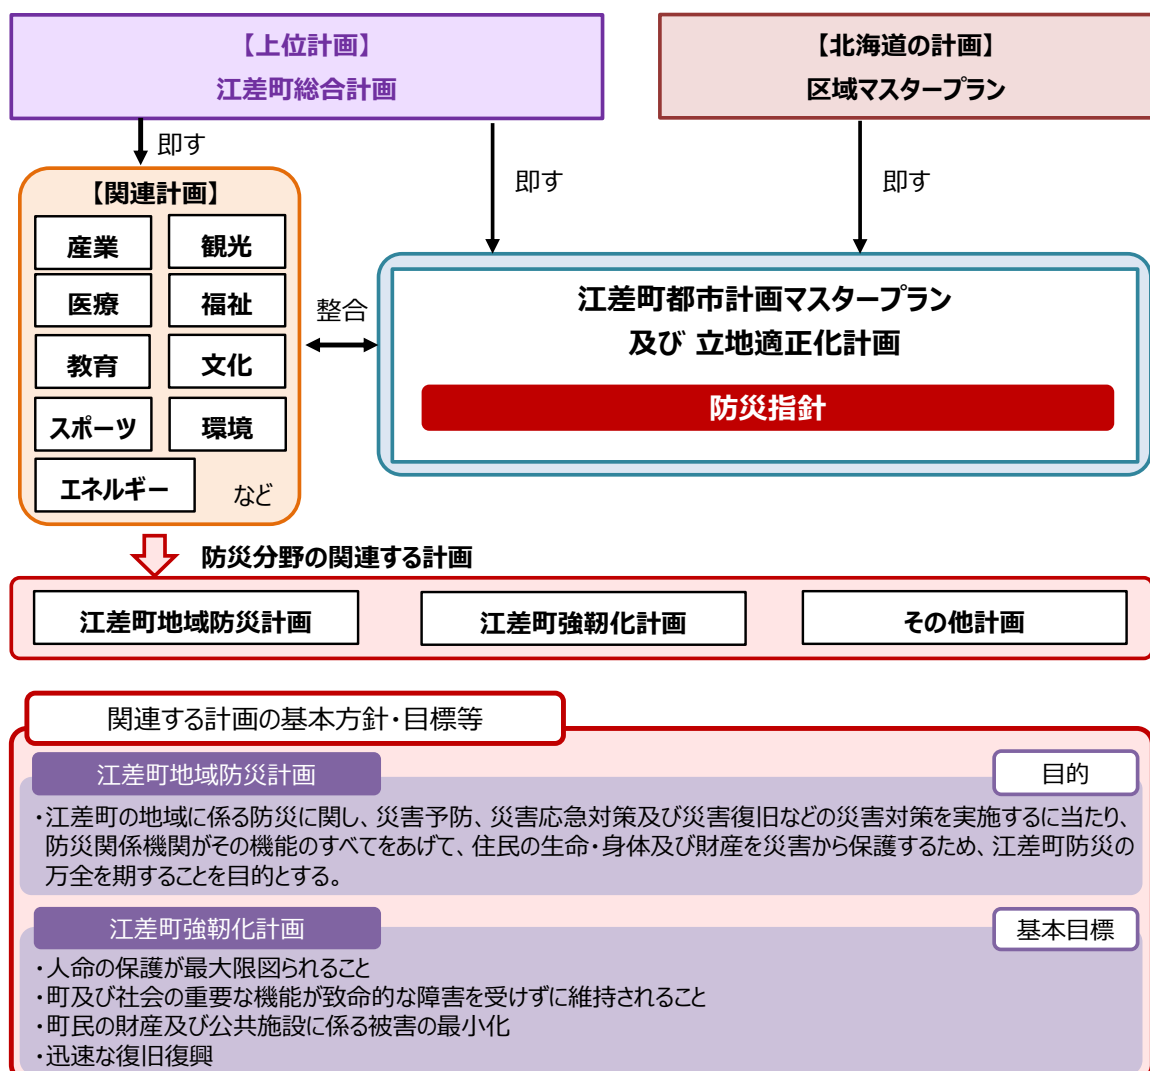 【上位計画】
江差町総合計画
【北海道の計画】
区域マスタープラン
即す
即す
即す
【関連計画】
産業
観光
医療
福祉
教育
文化
スポーツ
環境
エネルギー
など
整合
江差町都市計画マスタープラン
及び 立地適正化計画
防災指針
防災分野の関連する計画
江差町地域防災計画
江差町強靭化計画
その他計画
関連する計画の基本方針・目標等
江差町地域防災計画
目的
・江差町の地域に係る防災に関し、災害予防、災害応急対策及び災害復旧などの災害対策を実施するに当たり、
防災関係機関がその機能のすべてをあげて、住民の生命・身体及び財産を災害から保護するため、江差町防災の
万全を期することを目的とする。
江差町強靭化計画
基本目標
・人命の保護が最大限図られること
・町及び社会の重要な機能が致命的な障害を受けずに維持されること
・町民の財産及び公共施設に係る被害の最小化
・迅速な復旧復興